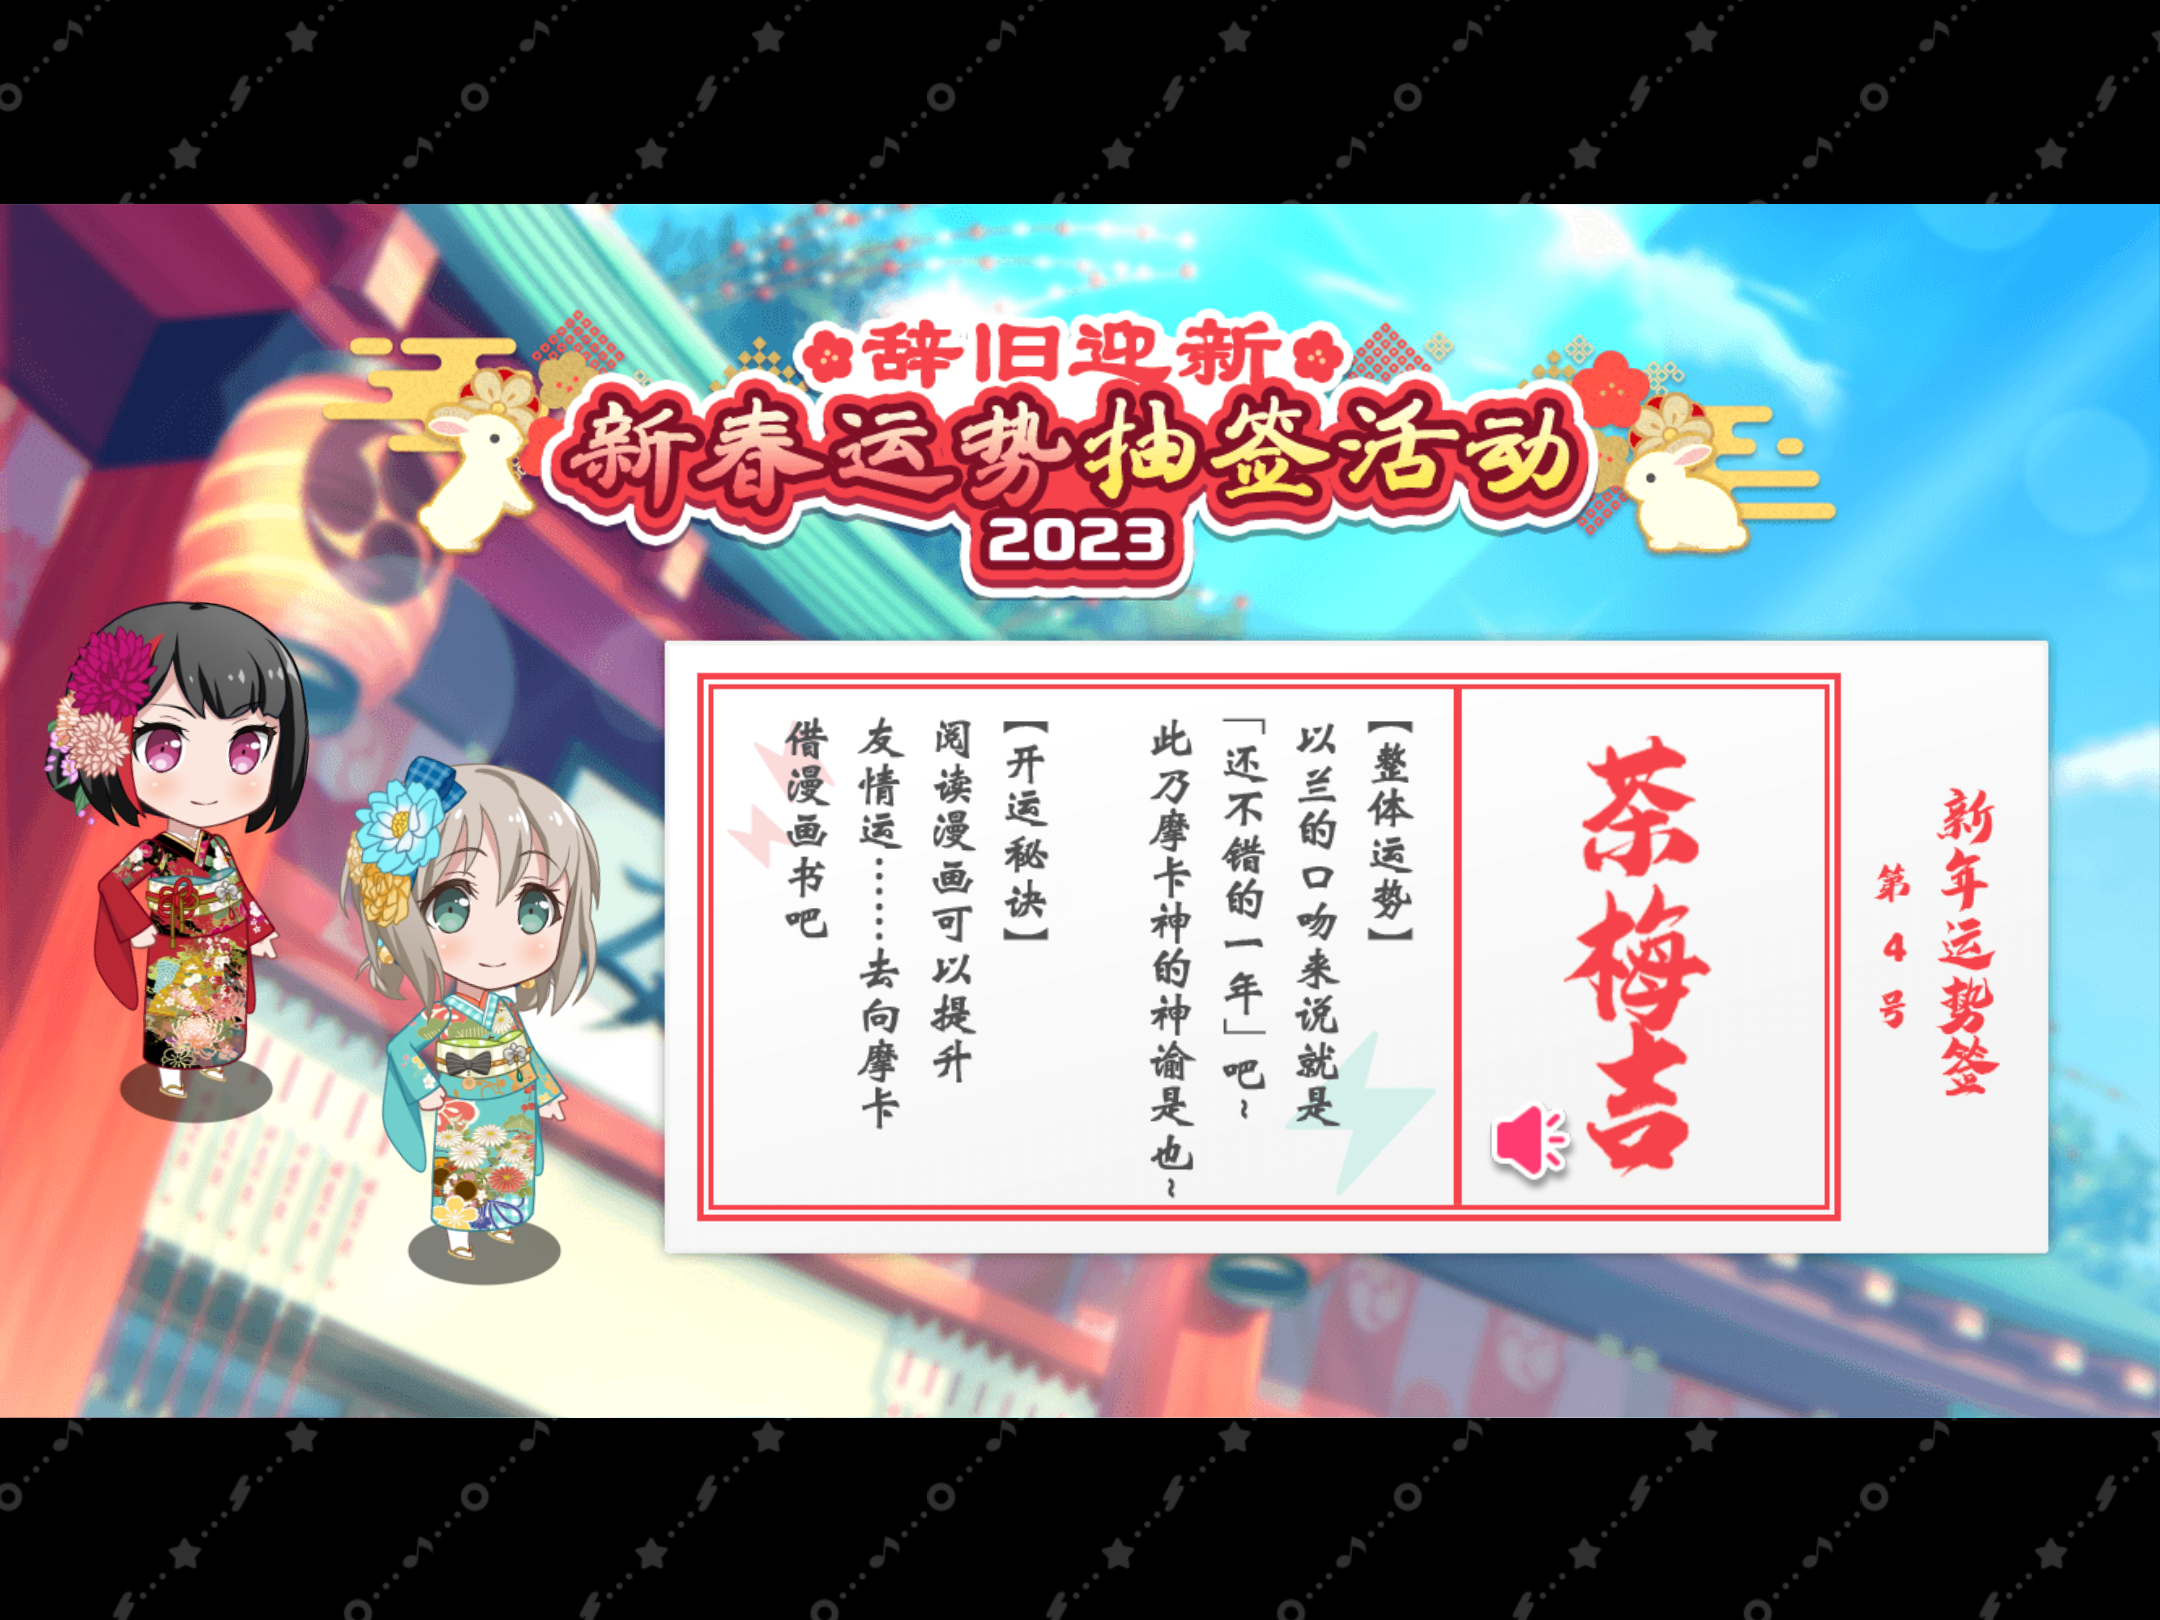 辞旧迎新
新春运势抽签活动
2023
新年运势签
第4号
茶梅吉
【整体运势】
以兰的口吻来说就是
「还不错的一年」吧~
此乃摩卡神的神谕是也~
【开运秘诀】
阅读漫画可以提升
友情运……去向摩卡
借漫画书吧